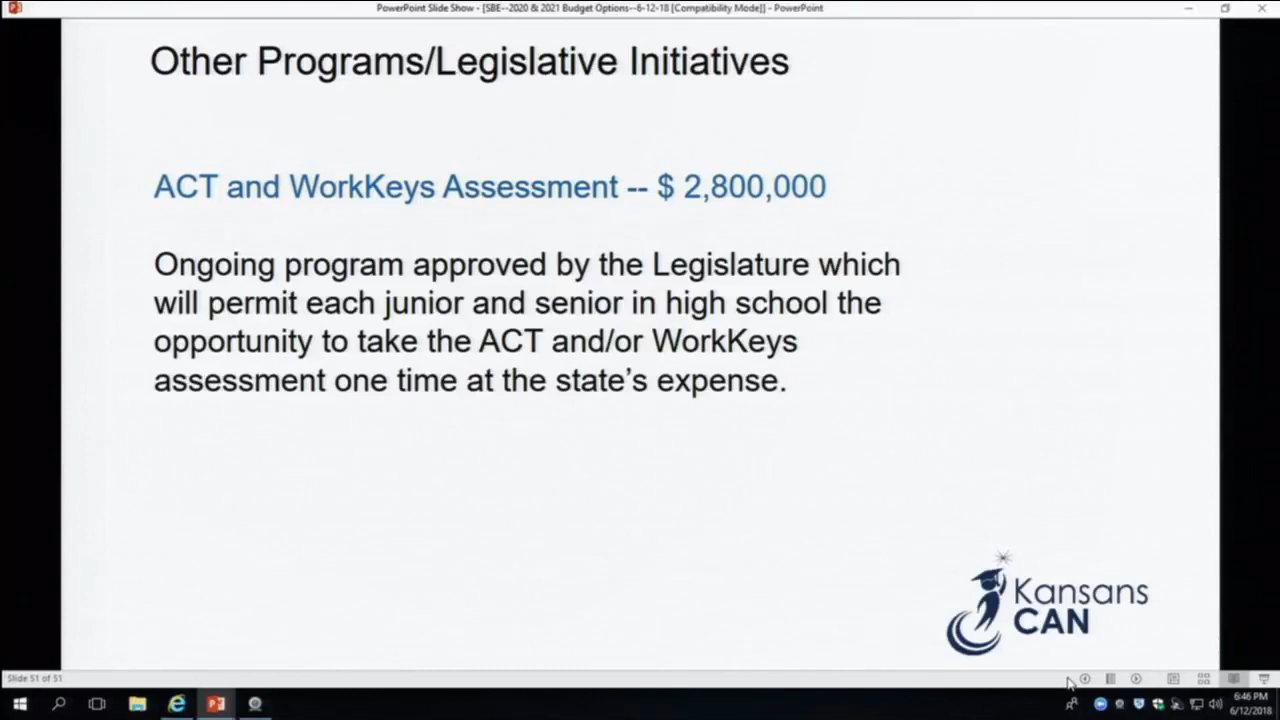 PowerPoint Slide Show - [SBE--2020 & 2021 Budget Options--6-12-18 [Compatibility Mode]] - PowerPoint
Other Programs/Legislative Initiatives
ACT and WorkKeys Assessment -- $ 2,800,000
Ongoing program approved by the Legislature which
will permit each junior and senior in high school the
opportunity to take the ACT and/or WorkKeys
assessment one time at the state’s expense.
Kansans
CAN
Slide 51 of 51
6:46 PM
6/12/2018